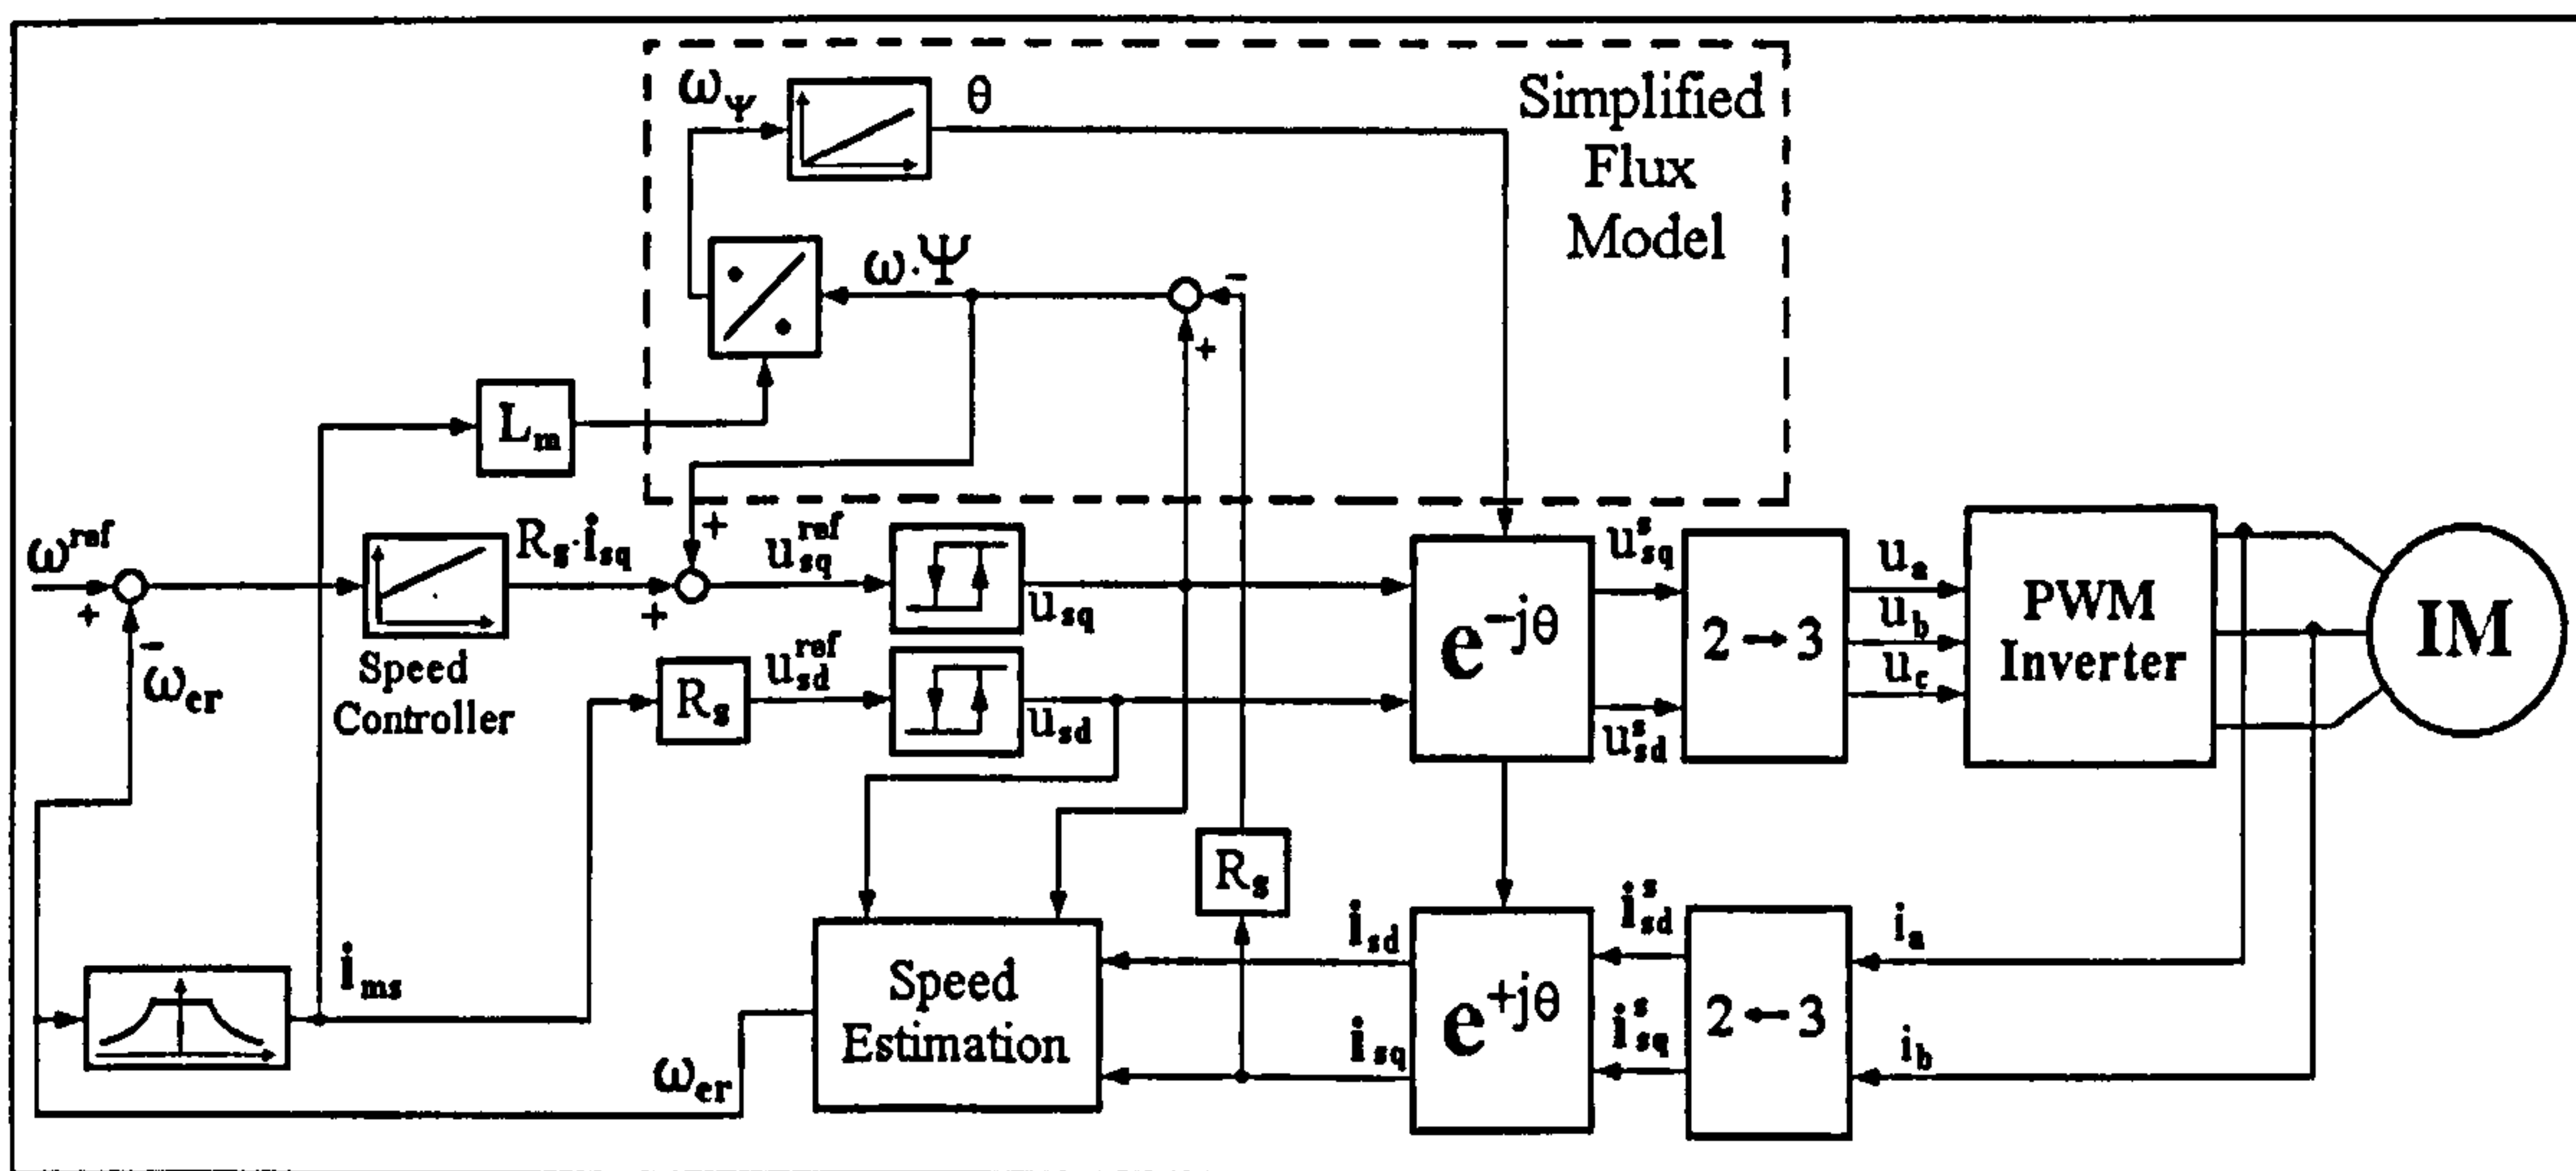 ω_Ψ
θ
Simplified
Flux
Model
ω·Ψ
-
+
L_m
ω^ref
+
-
ω_er
Speed
Controller
R_s·i_sq
+
+
u_sq^ref
u_sq
R_s
u_sd^ref
u_sd
e^-jθ
u_sq^s
u_sd^s
2→3
u_a
u_b
u_c
PWM
Inverter
IM
R_s
i_ms
ω_er
Speed
Estimation
i_sd
i_sq
e^+jθ
i_sd^s
i_sq^s
2←3
i_a
i_b